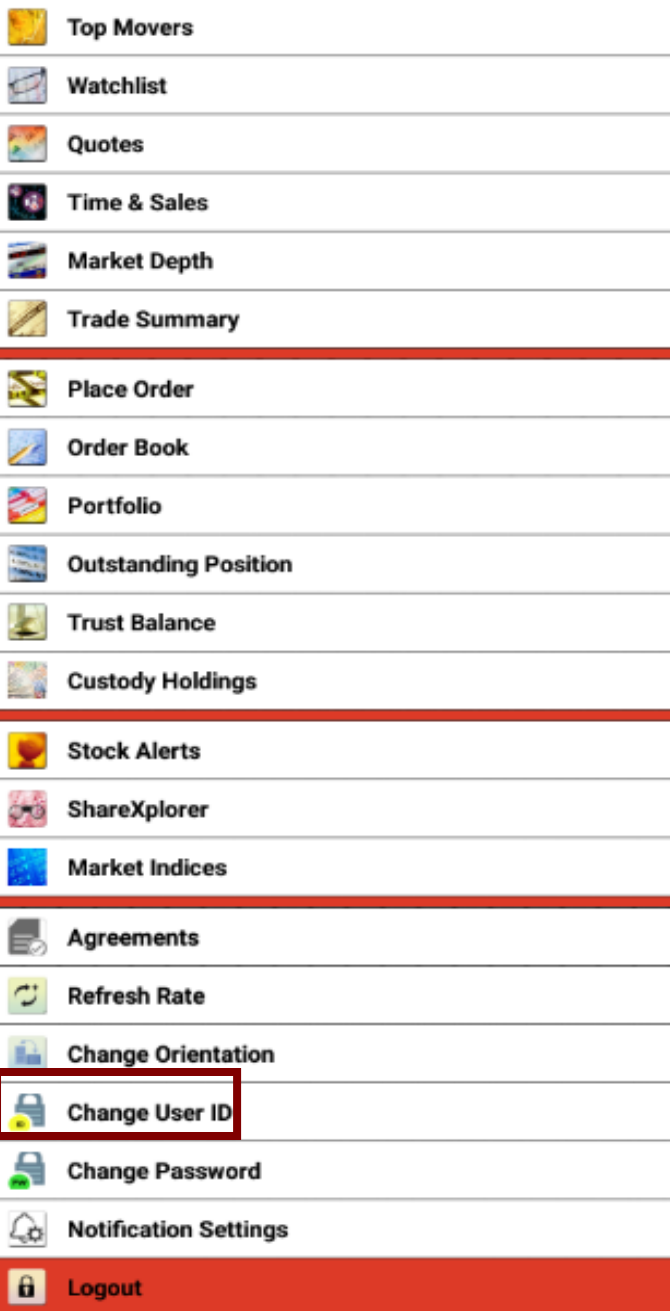 Top Movers
Watchlist
Quotes
Time & Sales
Market Depth
Trade Summary
Place Order
Order Book
Portfolio
Outstanding Position
Trust Balance
Custody Holdings
Stock Alerts
ShareXplorer
Market Indices
Agreements
Refresh Rate
Change Orientation
ID
Change User ID
PW
Change Password
Notification Settings
Logout